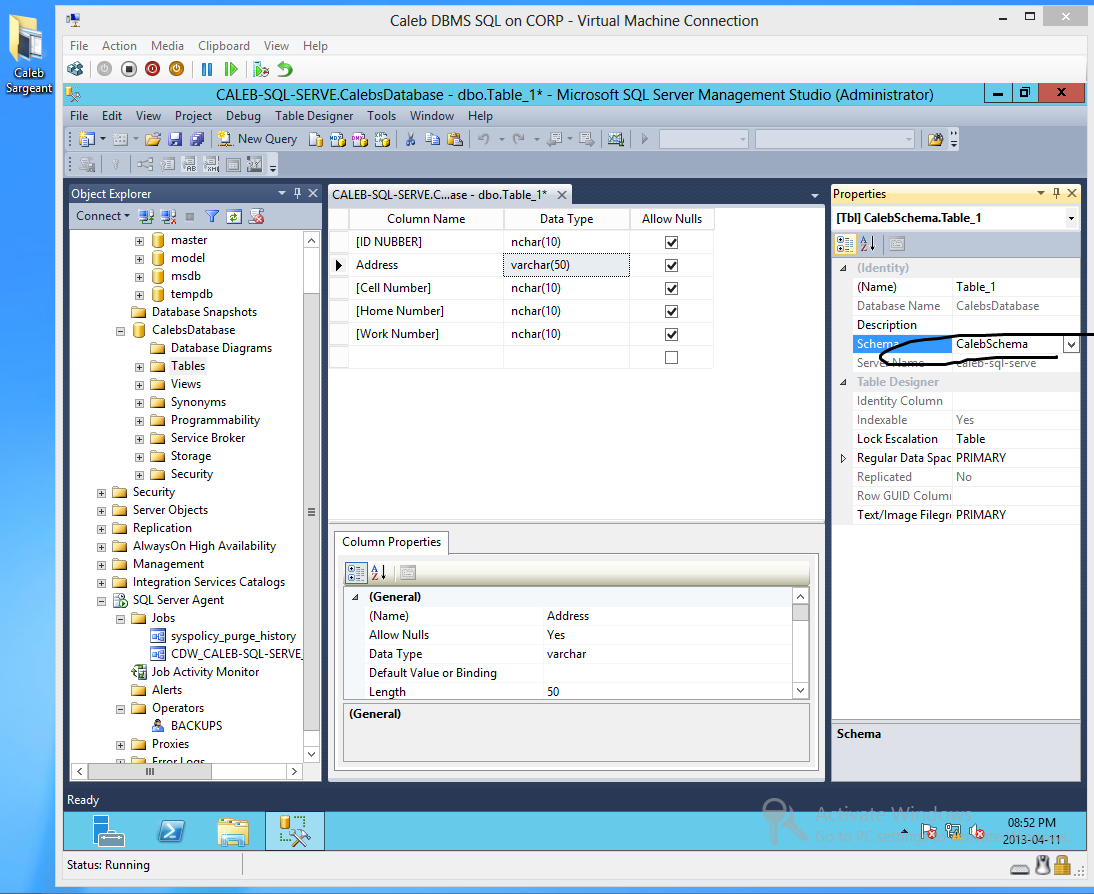 Caleb DBMS SQL on CORP - Virtual Machine Connection
File Action Media Clipboard View Help
Caleb
Sargeant
CALEB-SQL-SERVE.CalebsDatabase - dbo.Table_1* - Microsoft SQL Server Management Studio (Administrator)
File Edit View Project Debug Table Designer Tools Window Help
New Query
Object Explorer
Connect
master
model
msdb
tempdb
Database Snapshots
CalebsDatabase
Database Diagrams
Tables
Views
Synonyms
Programmability
Service Broker
Storage
Security
Security
Server Objects
Replication
AlwaysOn High Availability
Management
Integration Services Catalogs
SQL Server Agent
Jobs
syspolicy_purge_history
CDW_CALEB-SQL-SERVE_
Job Activity Monitor
Alerts
Operators
BACKUPS
Proxies
Error Logs
CALEB-SQL-SERVE.C...ase - dbo.Table_1*
Column Name Data Type Allow Nulls
[ID NUBBER] nchar(10)
Address varchar(50)
[Cell Number] nchar(10)
[Home Number] nchar(10)
[Work Number] nchar(10)
Column Properties
(General)
(Name) Address
Allow Nulls Yes
Data Type varchar
Default Value or Binding
Length 50
(General)
Properties
[Tbl] CalebSchema.Table_1
(Identity)
(Name) Table_1
Database Name CalebsDatabase
Description
Schema CalebSchema
Server Name caleb-sql-serve
Table Designer
Identity Column
Indexable Yes
Lock Escalation Table
Regular Data Spac PRIMARY
Replicated No
Row GUID Colum
Text/Image Filegr PRIMARY
Schema
Ready
Activate Windows
08:52 PM
2013-04-11
Status: Running